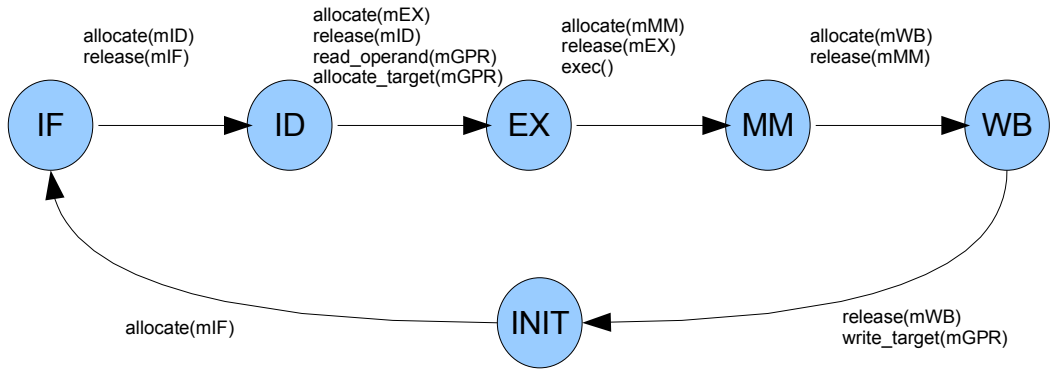 allocate(mID)
release(mIF)
allocate(mEX)
release(mID)
read_operand(mGPR)
allocate_target(mGPR)
allocate(mMM)
release(mEX)
exec()
allocate(mWB)
release(mMM)
IF
ID
EX
MM
WB
INIT
allocate(mIF)
release(mWB)
write_target(mGPR)